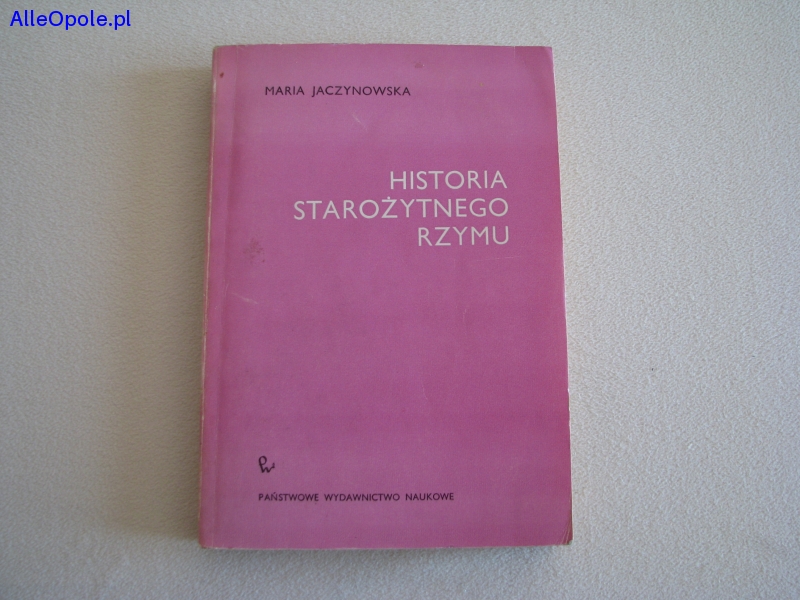 AlleOpole.pl
MARIA JACZYNOWSKA
HISTORIA
STAROŻYTNEGO
RZYMU
PAŃSTWOWE WYDAWNICTWO NAUKOWE